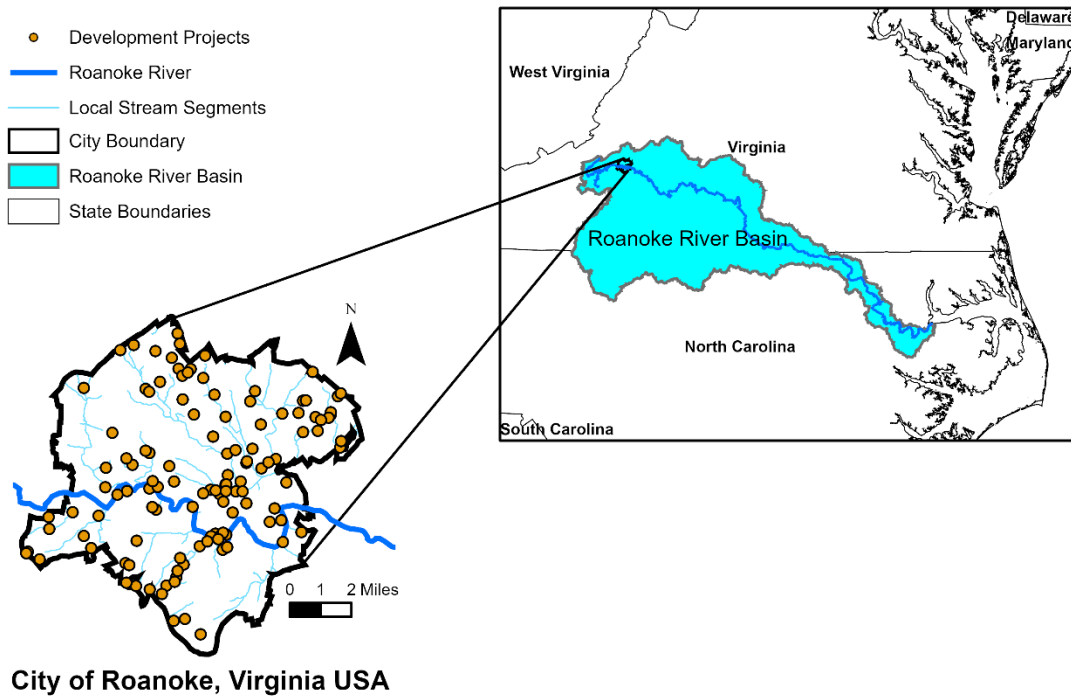 Development Projects
Roanoke River
Local Stream Segments
City Boundary
Roanoke River Basin
State Boundaries
Delaware
Maryland
West Virginia
Virginia
Roanoke River Basin
North Carolina
South Carolina
N
0 1 2 Miles
City of Roanoke, Virginia USA